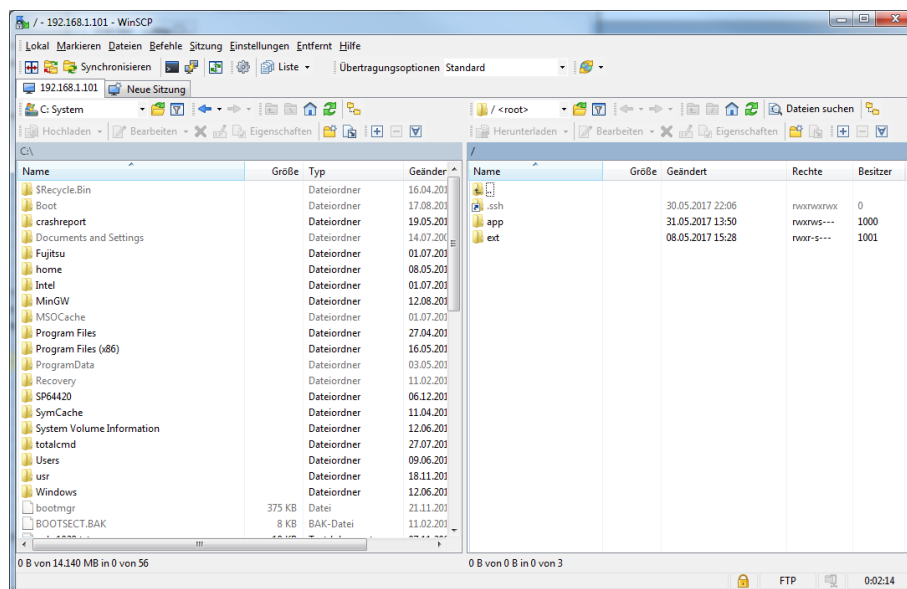 / - 192.168.1.101 - WinSCP
Lokal Markieren Dateien Befehle Sitzung Einstellungen Entfernt Hilfe
Synchronisieren Liste Übertragungsoptionen Standard
192.168.1.101 Neue Sitzung
C: System
Hochladen Bearbeiten Eigenschaften
C:\
Name Größe Typ Geänder
$Recycle.Bin Dateiordner 16.04.201
Boot Dateiordner 17.08.201
crashreport Dateiordner 19.05.201
Documents and Settings Dateiordner 14.07.200
Fujitsu Dateiordner 01.07.201
home Dateiordner 08.05.201
Intel Dateiordner 01.07.201
MinGW Dateiordner 12.08.201
MSOCache Dateiordner 01.07.201
Program Files Dateiordner 27.04.201
Program Files (x86) Dateiordner 16.05.201
ProgramData Dateiordner 03.05.201
Recovery Dateiordner 11.02.201
SP64420 Dateiordner 06.12.201
SymCache Dateiordner 11.04.201
System Volume Information Dateiordner 12.06.201
totalcmd Dateiordner 27.07.201
Users Dateiordner 09.06.201
usr Dateiordner 18.11.201
Windows Dateiordner 12.06.201
bootmgr 375 KB Datei 21.11.201
BOOTSECT.BAK 8 KB BAK-Datei 11.02.201
0 B von 14.140 MB in 0 von 56
/ <root> Dateien suchen
Herunterladen Bearbeiten Eigenschaften
/
Name Größe Geändert Rechte Besitzer
..
.ssh 30.05.2017 22:06 rwxrwxrwx 0
app 31.05.2017 13:50 rwxrws--- 1000
ext 08.05.2017 15:28 rwxr-s--- 1001
0 B von 0 B in 0 von 3
FTP 0:02:14